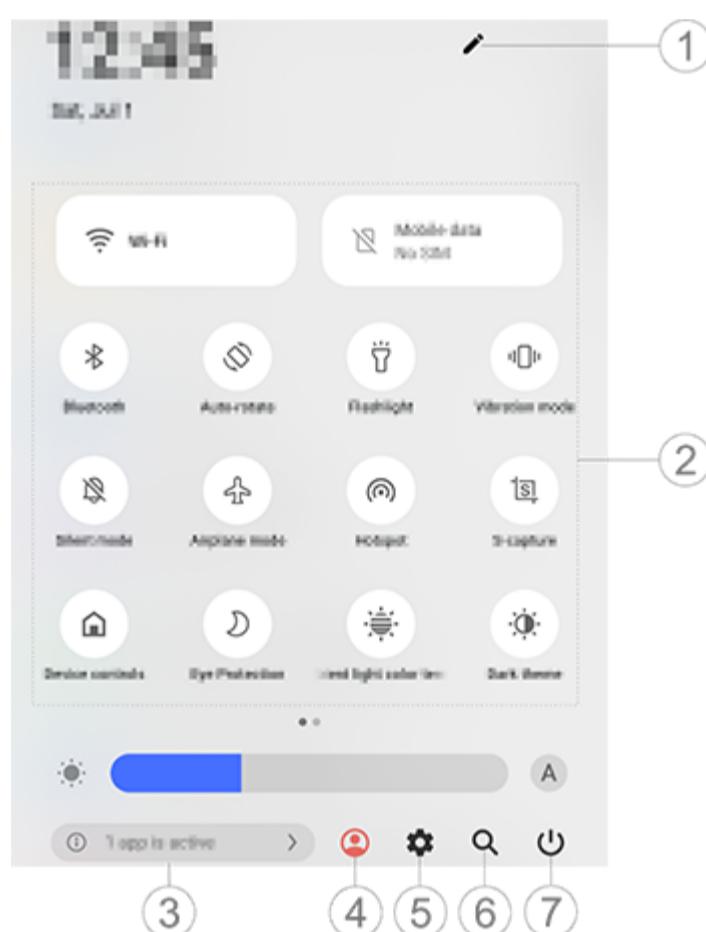 12:45
1
Sat, Jul 1
Wi-Fi
Mobile data
No SIM
Bluetooth
Auto-rotate
Flashlight
Vibration mode
2
Silent mode
Airplane mode
Hotspot
S-capture
S
Device controls
Eye Protection
light color
Dark theme
A
1 app is active
3
4
5
6
7